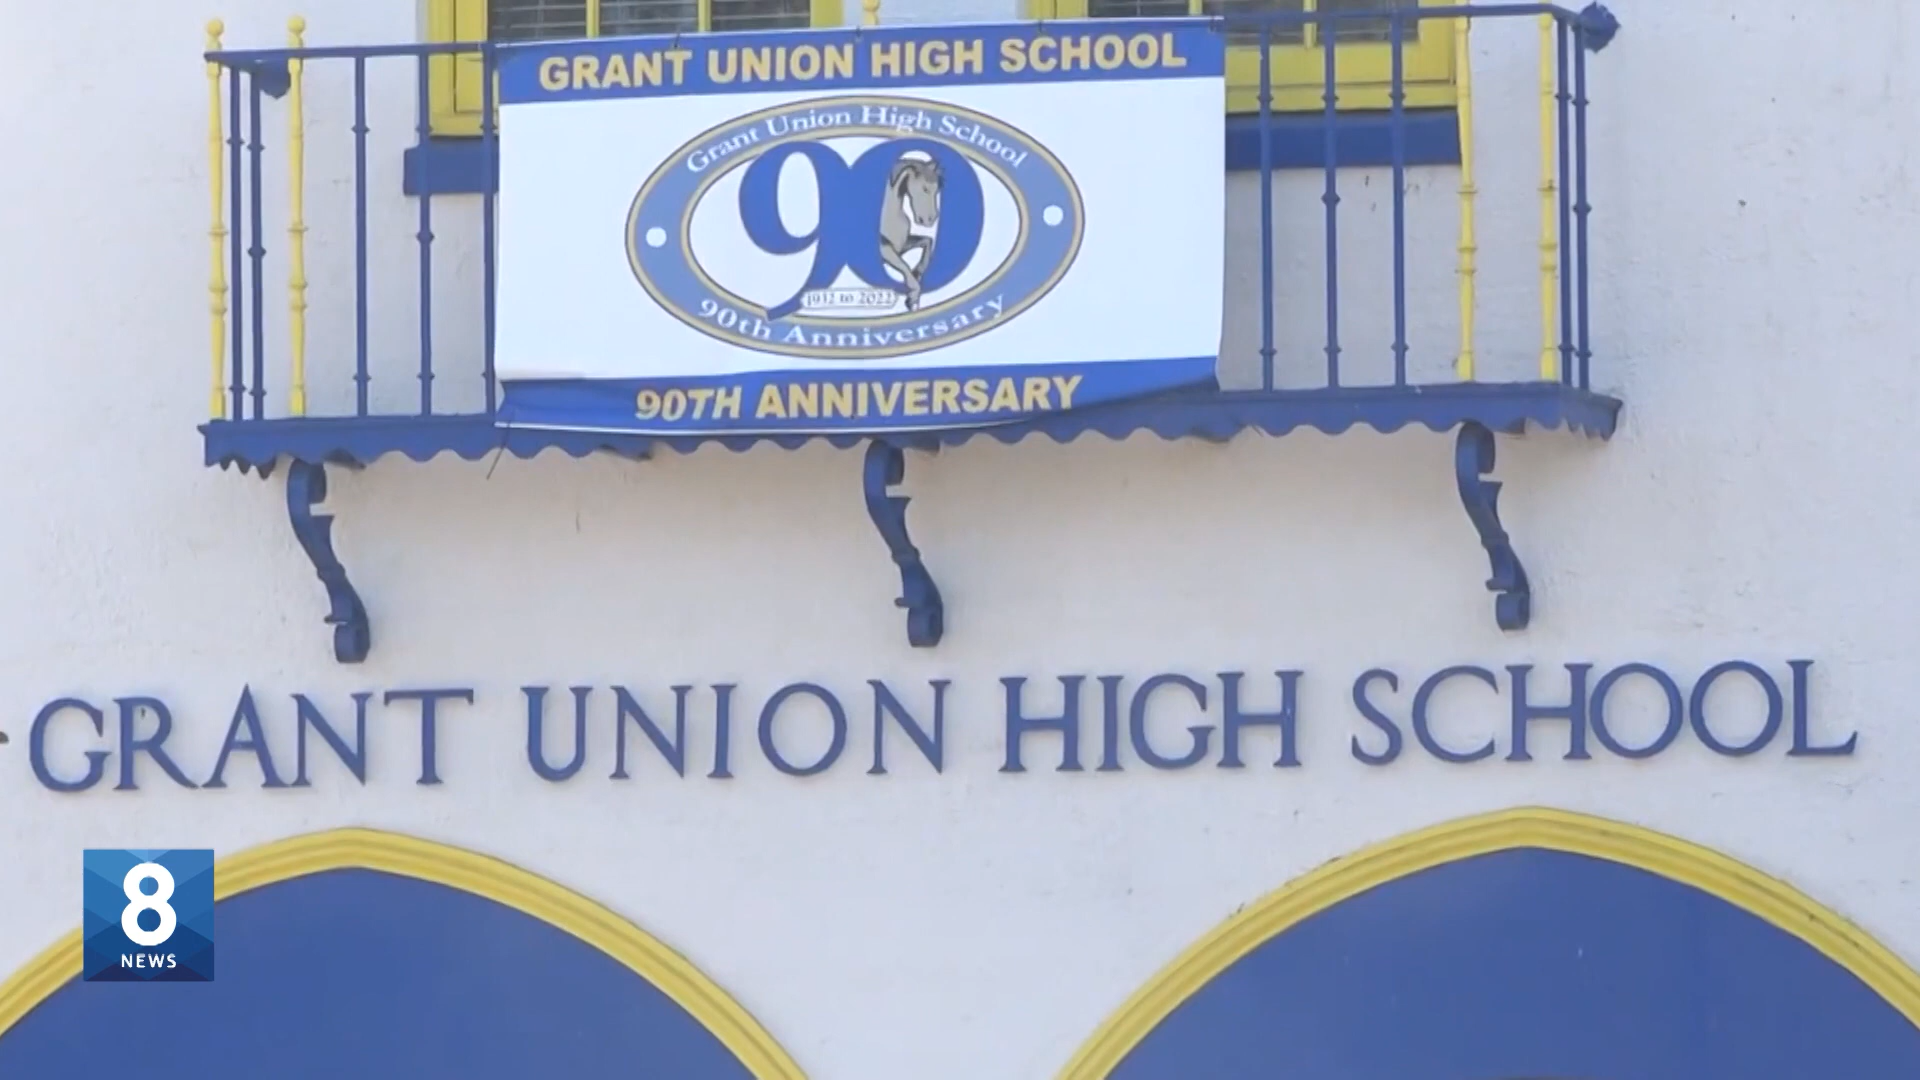 GRANT UNION HIGH SCHOOL
Grant Union High School
90
1932 to 2022
90th Anniversary
90TH ANNIVERSARY
GRANT UNION HIGH SCHOOL
8
NEWS